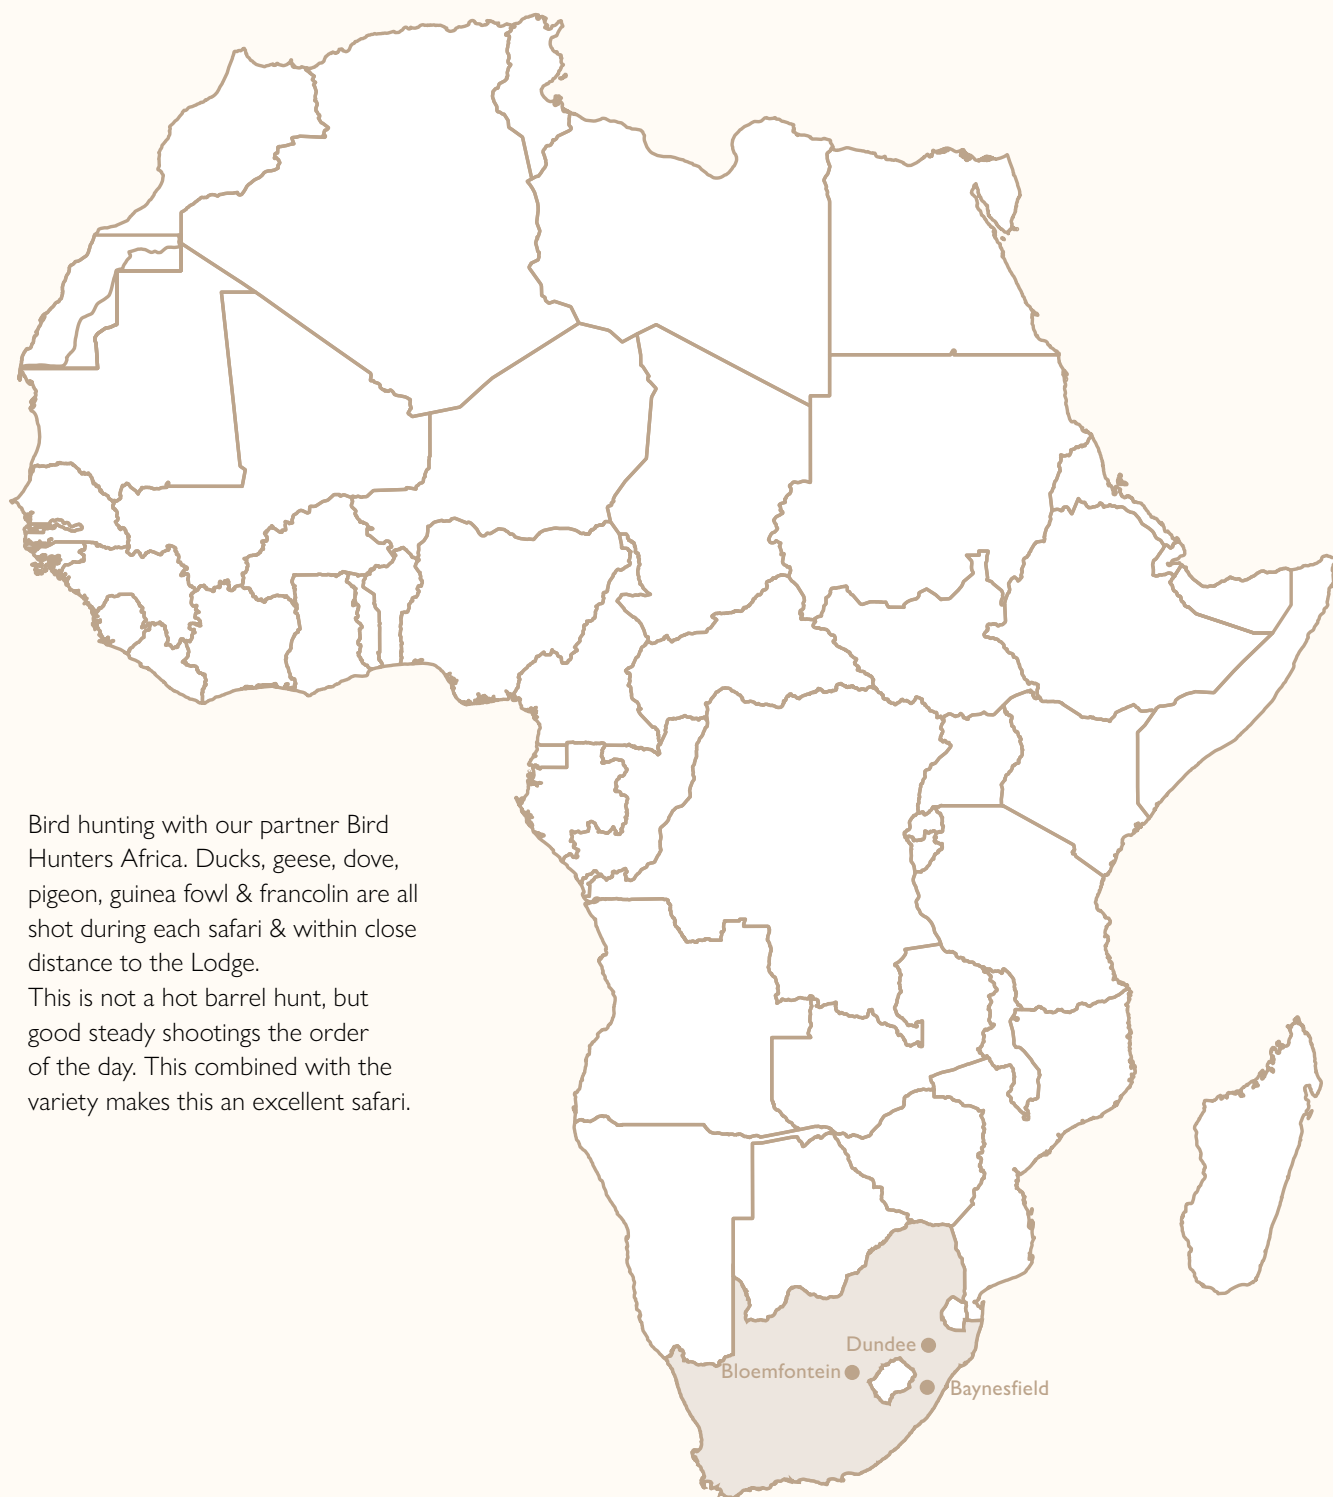 Bird hunting with our partner Bird
Hunters Africa. Ducks, geese, dove,
pigeon, guinea fowl & francolin are all
shot during each safari & within close
distance to the Lodge.
This is not a hot barrel hunt, but
good steady shootings the order
of the day. This combined with the
variety makes this an excellent safari.
Dundee
Bloemfontein
Baynesfield